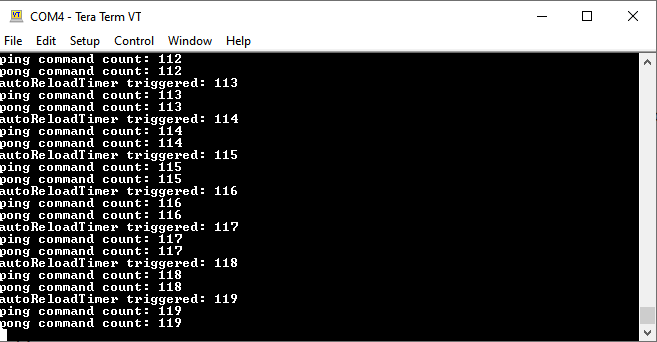 COM4 - Tera Term VT
File Edit Setup Control Window Help
ping command count: 112
pong command count: 112
autoReloadTimer triggered: 113
ping command count: 113
pong command count: 113
autoReloadTimer triggered: 114
ping command count: 114
pong command count: 114
autoReloadTimer triggered: 115
ping command count: 115
pong command count: 115
autoReloadTimer triggered: 116
ping command count: 116
pong command count: 116
autoReloadTimer triggered: 117
ping command count: 117
pong command count: 117
autoReloadTimer triggered: 118
ping command count: 118
pong command count: 118
autoReloadTimer triggered: 119
ping command count: 119
pong command count: 119